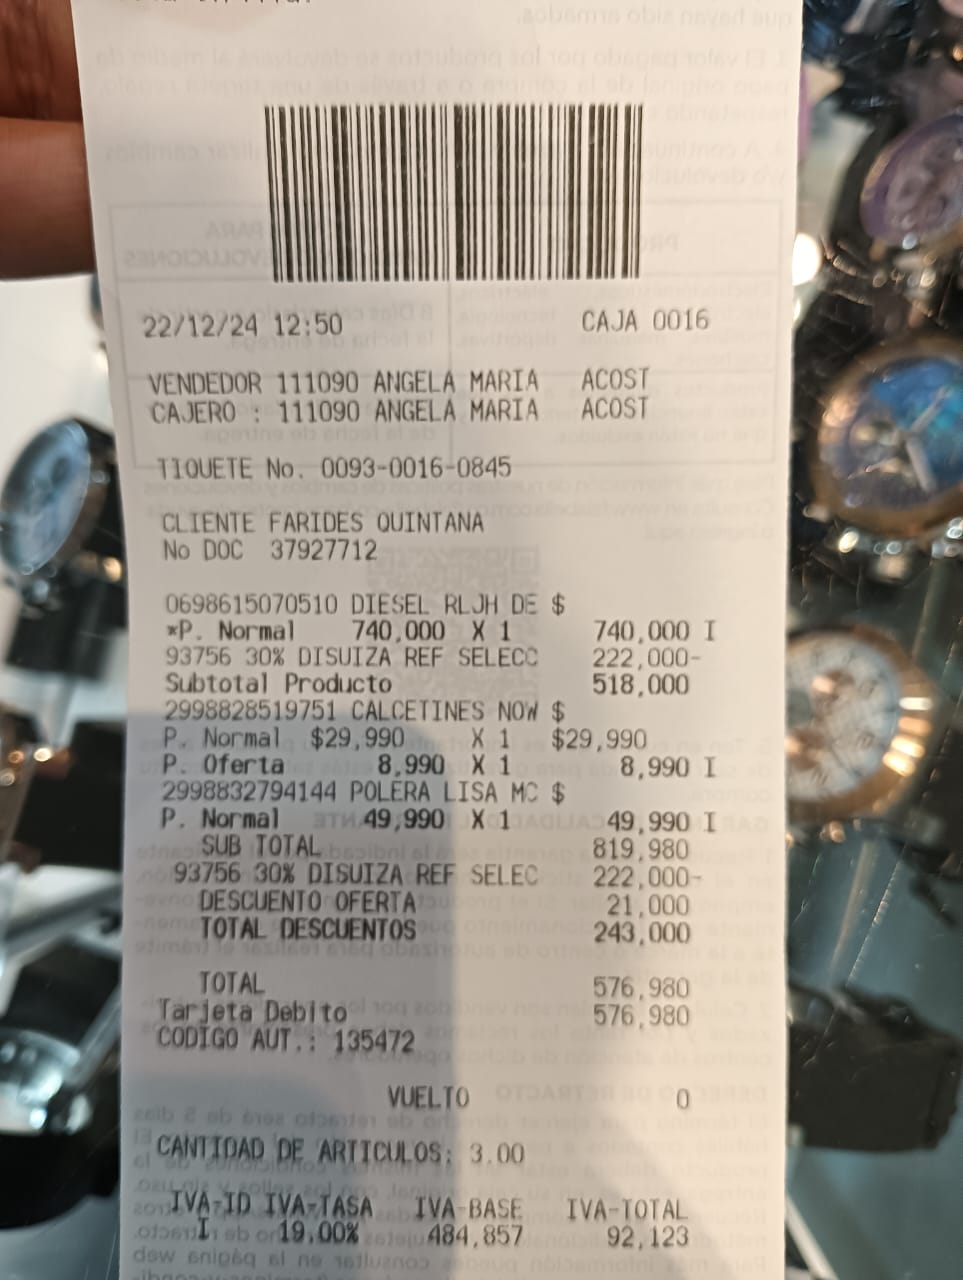 22/12/24 12:50 CAJA 0016
VENDEDOR 111090 ANGELA MARIA ACOST
CAJERO : 111090 ANGELA MARIA ACOST
TIQUETE No. 0093-0016-0845
CLIENTE FARIDES QUINTANA
No DOC 37927712
0698615070510 DIESEL RLJH DE $
*P. Normal 740,000 X 1 740,000 I
93756 30% DISUIZA REF SELECC 222,000-
Subtotal Producto 518,000
2998828519751 CALCETINES NOW $
P. Normal $29,990 X 1 $29,990
P. Oferta 8,990 X 1 8,990 I
2998832794144 POLERA LISA MC $
P. Normal 49,990 X 1 49,990 I
SUB TOTAL 819,980
93756 30% DISUIZA REF SELEC 222,000-
DESCUENTO OFERTA 21,000
TOTAL DESCUENTOS 243,000
TOTAL 576,980
Tarjeta Debito 576,980
CODIGO AUT.: 135472
VUELTO 0
CANTIDAD DE ARTICULOS: 3.00
IVA-ID IVA-TASA IVA-BASE IVA-TOTAL
I 19,00% 484,857 92,123